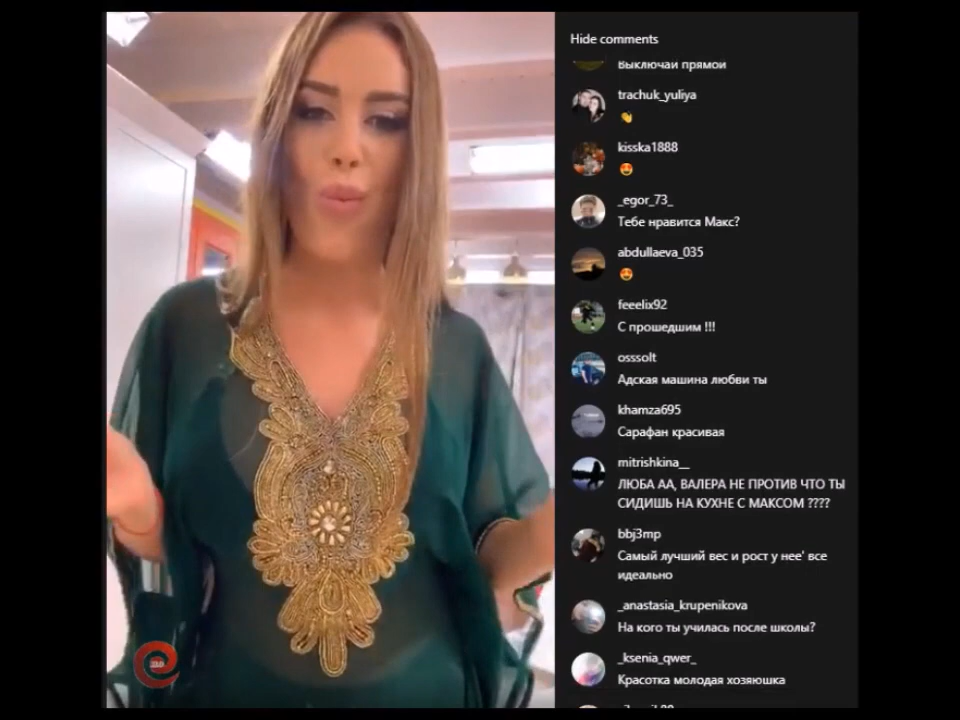 Hide comments
Выключай прямой
trachuk_yuliya
kisska1888
_egor_73_
Тебе нравится Макс?
abdullaeva_035
feeelix92
С прошедшим !!!
osssolt
Адская машина любви ты
khamza695
Сарафан красивая
mitrishkina__
ЛЮБА АА, ВАЛЕРА НЕ ПРОТИВ ЧТО ТЫ
СИДИШЬ НА КУХНЕ С МАКСОМ ????
bbj3mp
Самый лучший вес и рост у нее' все
идеально
_anastasia_krupenikova
На кого ты училась после школы?
_ksenia_qwer_
Красотка молодая хозяюшка